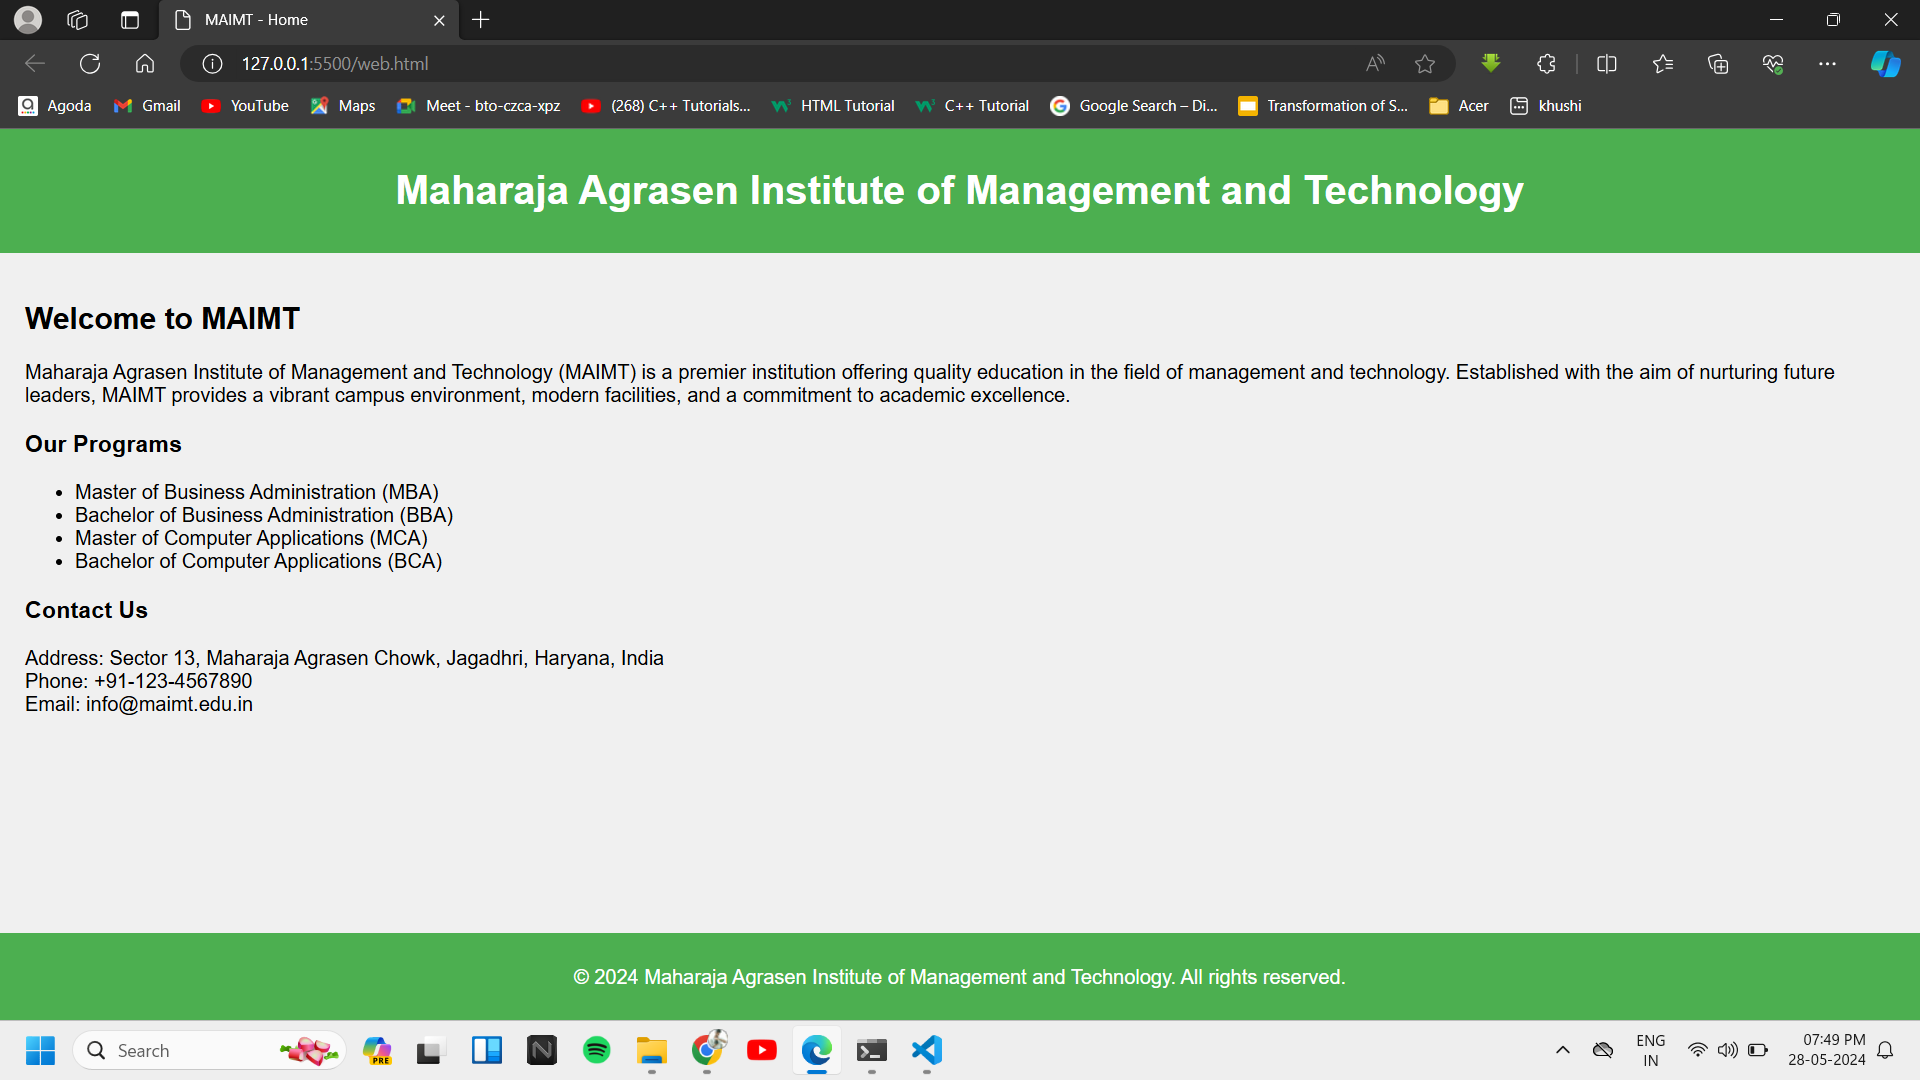 MAIMT - Home
127.0.0.1:5500/web.html
Agoda Gmail YouTube Maps Meet - bto-czca-xpz (268) C++ Tutorials... HTML Tutorial C++ Tutorial Google Search – Di... Transformation of S... Acer khushi
Maharaja Agrasen Institute of Management and Technology
Welcome to MAIMT
Maharaja Agrasen Institute of Management and Technology (MAIMT) is a premier institution offering quality education in the field of management and technology. Established with the aim of nurturing future
leaders, MAIMT provides a vibrant campus environment, modern facilities, and a commitment to academic excellence.
Our Programs
• Master of Business Administration (MBA)
• Bachelor of Business Administration (BBA)
• Master of Computer Applications (MCA)
• Bachelor of Computer Applications (BCA)
Contact Us
Address: Sector 13, Maharaja Agrasen Chowk, Jagadhri, Haryana, India
Phone: +91-123-4567890
Email: info@maimt.edu.in
© 2024 Maharaja Agrasen Institute of Management and Technology. All rights reserved.
Search PRE ENG 07:49 PM
IN 28-05-2024